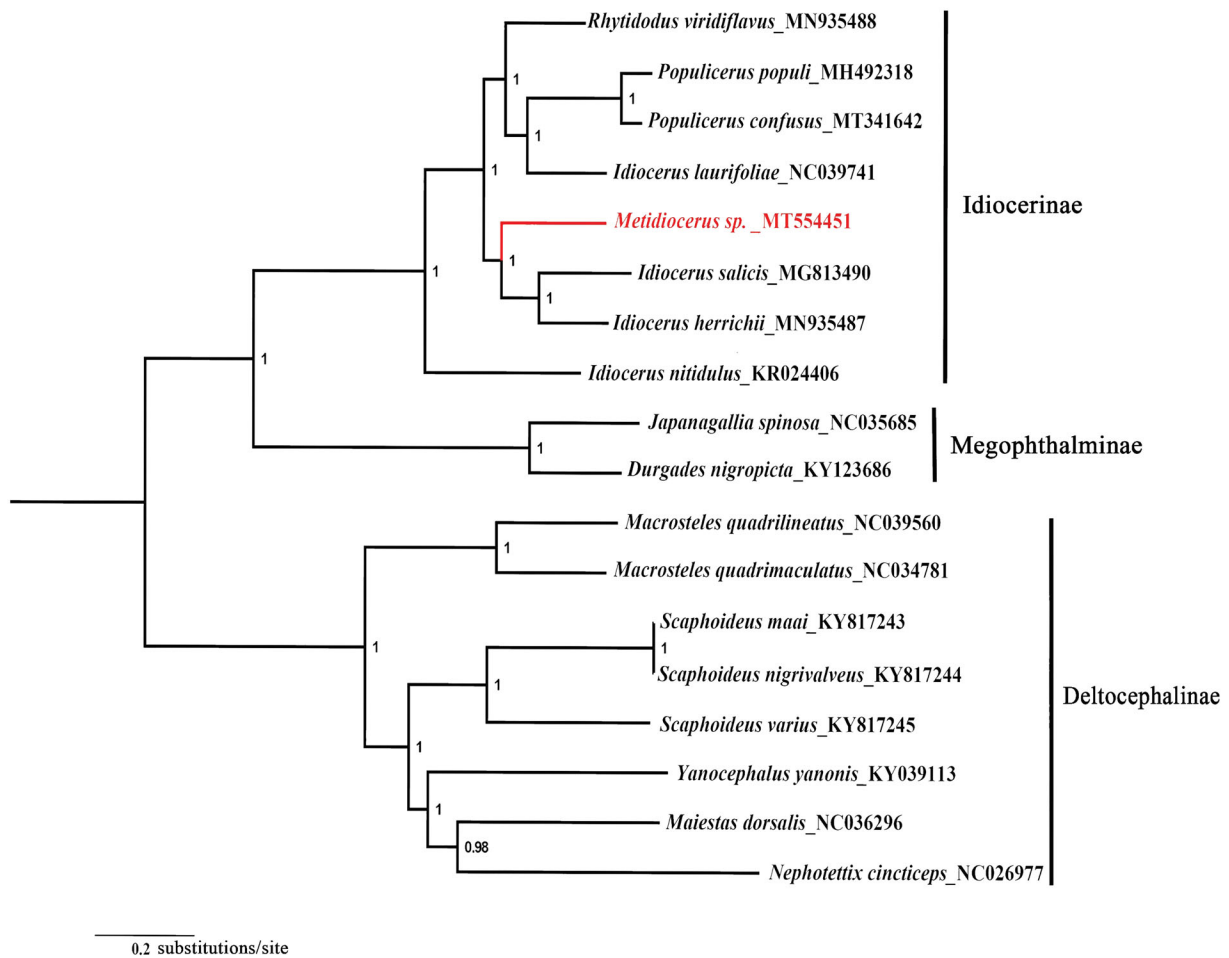 Rhytidodus viridiflavus_MN935488
1
Populicerus populi_MH492318
1
Populicerus confusus_MT341642
1
1
Idiocerus laurifoliae_NC039741
Idiocerinae
Metidiocerus sp. _MT554451
1
1
Idiocerus salicis_MG813490
1
Idiocerus herrichii_MN935487
1
Idiocerus nitidulus_KR024406
Japanagallia spinosa_NC035685
1
Megophthalminae
Durgades nigropicta_KY123686
Macrosteles quadrilineatus_NC039560
1
Macrosteles quadrimaculatus_NC034781
Scaphoideus maai_KY817243
1
1
Scaphoideus nigrivalveus_KY817244
1
Deltocephalinae
Scaphoideus varius_KY817245
1
Yanocephalus yanonis_KY039113
1
Maiestas dorsalis_NC036296
0.98
Nephotettix cincticeps_NC026977
0.2 substitutions/site